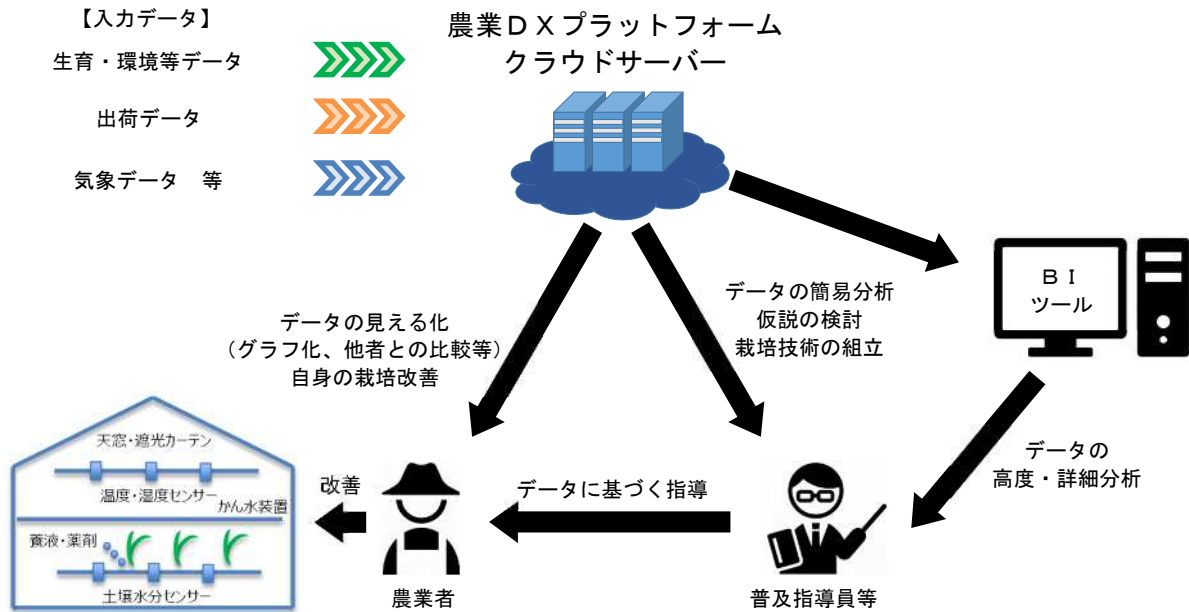 【入力データ】
生育・環境等データ
出荷データ
気象データ　等
農業ＤＸプラットフォーム
クラウドサーバー
ＢＩ
ツール
データの見える化
（グラフ化、他者との比較等）
自身の栽培改善
データの簡易分析
仮説の検討
栽培技術の組立
データの
高度・詳細分析
天窓・遮光カーテン
温度・湿度センサー
かん水装置
養液・薬剤
土壌水分センサー
改善
データに基づく指導
農業者
普及指導員等